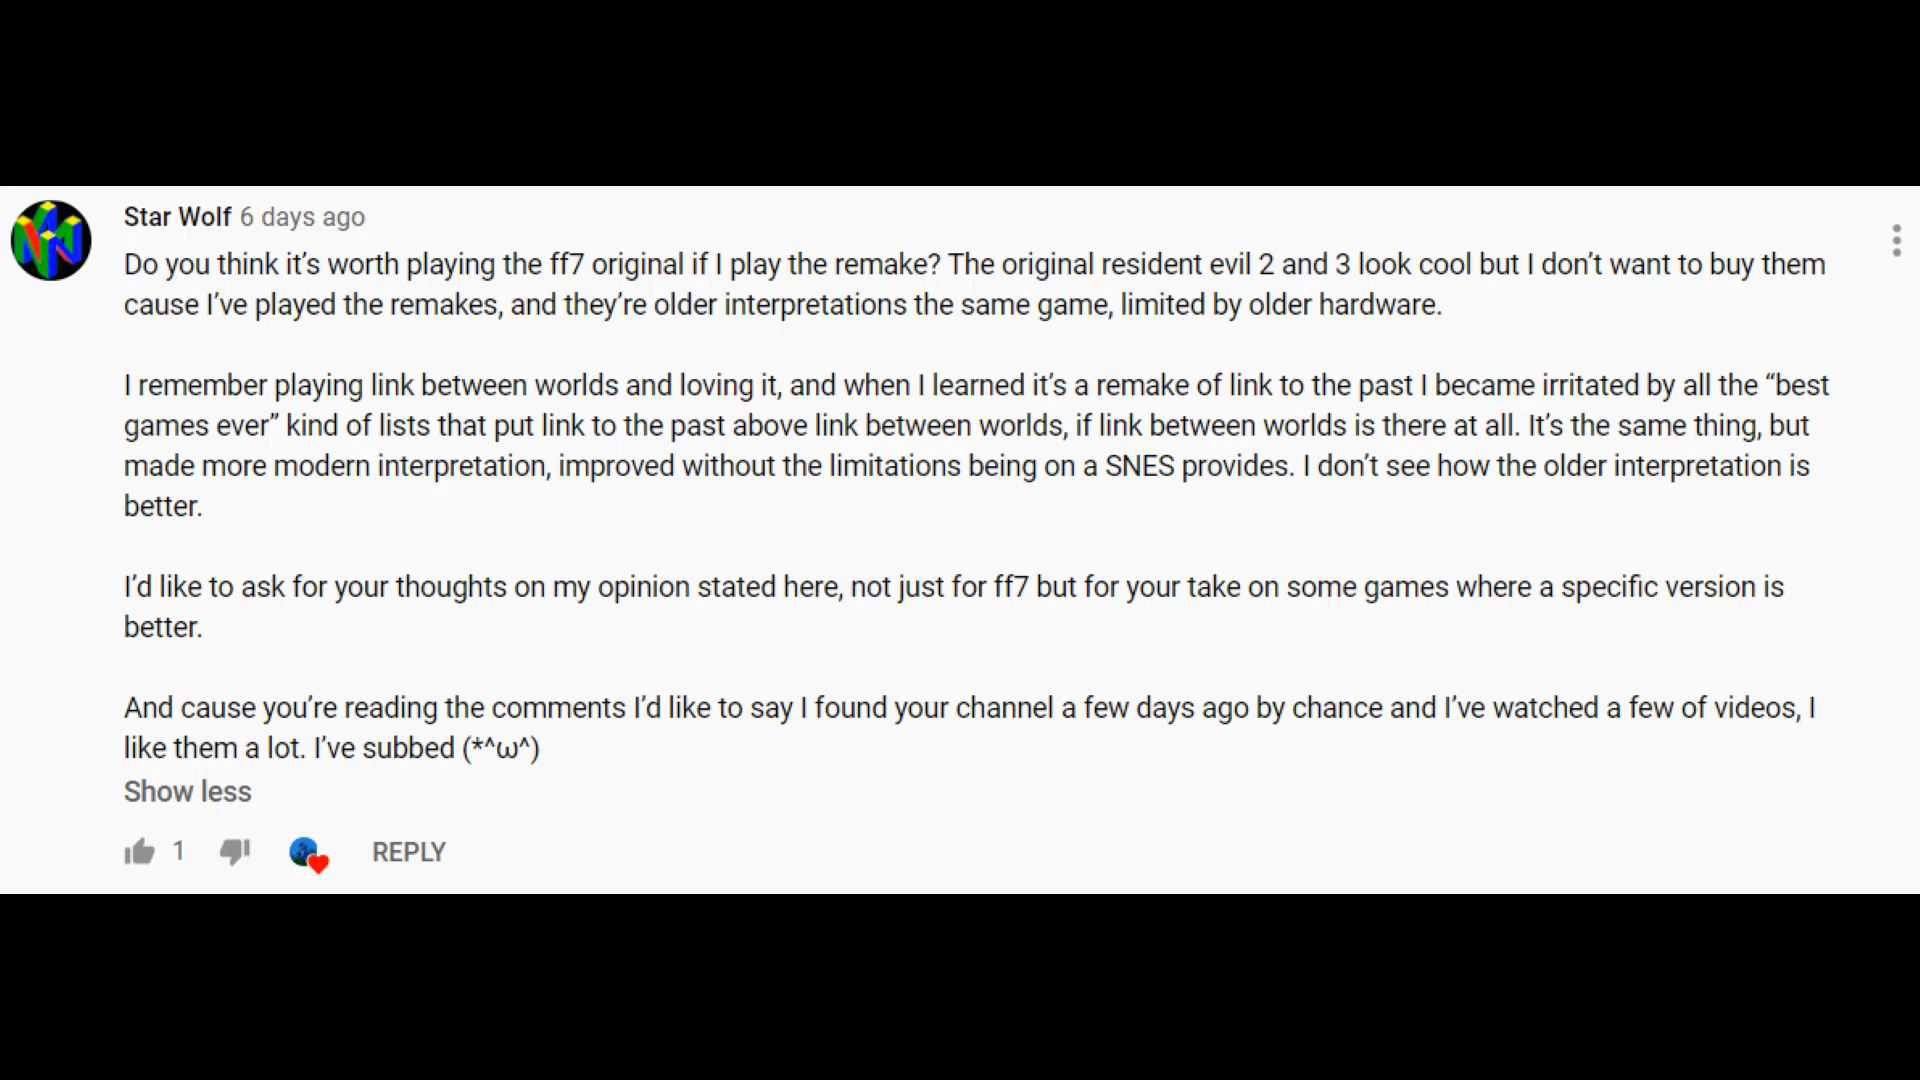 Star Wolf 6 days ago
Do you think it’s worth playing the ff7 original if I play the remake? The original resident evil 2 and 3 look cool but I don’t want to buy them
cause I’ve played the remakes, and they’re older interpretations the same game, limited by older hardware.
I remember playing link between worlds and loving it, and when I learned it’s a remake of link to the past I became irritated by all the “best
games ever” kind of lists that put link to the past above link between worlds, if link between worlds is there at all. It’s the same thing, but
made more modern interpretation, improved without the limitations being on a SNES provides. I don’t see how the older interpretation is
better.
I’d like to ask for your thoughts on my opinion stated here, not just for ff7 but for your take on some games where a specific version is
better.
And cause you’re reading the comments I’d like to say I found your channel a few days ago by chance and I’ve watched a few of videos, I
like them a lot. I’ve subbed (*^ω^)
Show less
1 REPLY